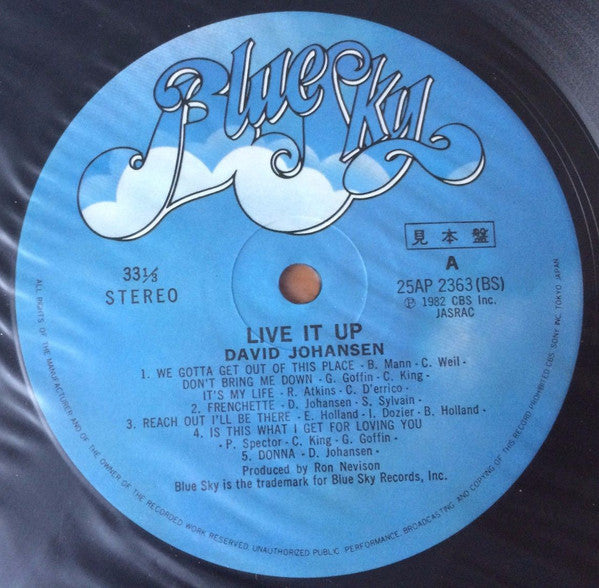 Blue Sky
見本盤
33⅓
STEREO
A
25AP 2363(BS)
Ⓟ 1982 CBS Inc.
JASRAC
LIVE IT UP
DAVID JOHANSEN
1. WE GOTTA GET OUT OF THIS PLACE - B. Mann - C. Weil -
DON'T BRING ME DOWN - G. Goffin - C. King -
IT'S MY LIFE - R. Atkins - C. D'errico -
2. FRENCHETTE - D. Johansen - S. Sylvain -
3. REACH OUT I'LL BE THERE - E. Holland - I. Dozier - B. Holland -
4. IS THIS WHAT I GET FOR LOVING YOU
- P. Spector - C. King - G. Goffin -
5. DONNA - D. Johansen -
Produced by Ron Nevison
Blue Sky is the trademark for Blue Sky Records, Inc.
ALL RIGHTS OF THE MANUFACTURER AND OF THE OWNER OF THE RECORDED WORK RESERVED. UNAUTHORIZED PUBLIC PERFORMANCE, BROADCASTING AND COPYING OF THIS RECORD PROHIBITED CBS/SONY INC. TOKYO JAPAN